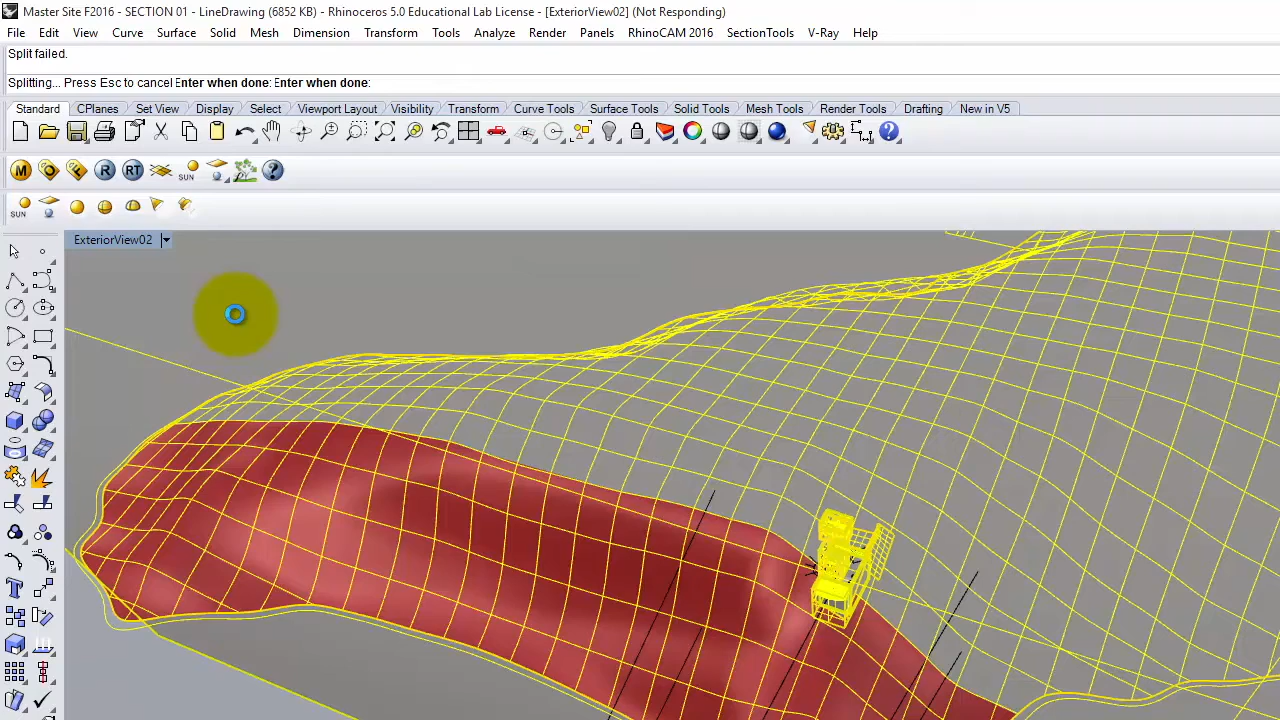 Master Site F2016 - SECTION 01 - LineDrawing (6852 KB) - Rhinoceros 5.0 Educational Lab License - [ExteriorView02] (Not Responding)
File Edit View Curve Surface Solid Mesh Dimension Transform Tools Analyze Render Panels RhinoCAM 2016 SectionTools V-Ray Help
Split failed.
Splitting... Press Esc to cancel Enter when done: Enter when done:
Standard CPlanes Set View Display Select Viewport Layout Visibility Transform Curve Tools Surface Tools Solid Tools Mesh Tools Render Tools Drafting New in V5
M O F R RT SUN
SUN
ExteriorView02